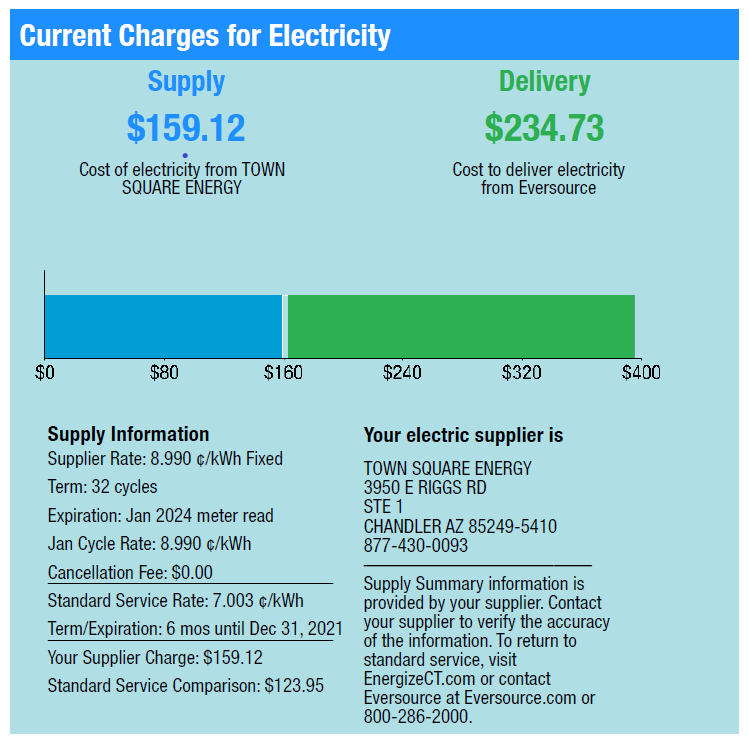 Current Charges for Electricity
Supply
$159.12
Cost of electricity from TOWN
SQUARE ENERGY
Delivery
$234.73
Cost to deliver electricity
from Eversource
$0
$80
$160
$240
$320
$400
Supply Information
Supplier Rate: 8.990 ¢/kWh Fixed
Term: 32 cycles
Expiration: Jan 2024 meter read
Jan Cycle Rate: 8.990 ¢/kWh
Cancellation Fee: $0.00
Standard Service Rate: 7.003 ¢/kWh
Term/Expiration: 6 mos until Dec 31, 2021
Your Supplier Charge: $159.12
Standard Service Comparison: $123.95
Your electric supplier is
TOWN SQUARE ENERGY
3950 E RIGGS RD
STE 1
CHANDLER AZ 85249-5410
877-430-0093
Supply Summary information is
provided by your supplier. Contact
your supplier to verify the accuracy
of the information. To return to
standard service, visit
EnergizeCT.com or contact
Eversource at Eversource.com or
800-286-2000.